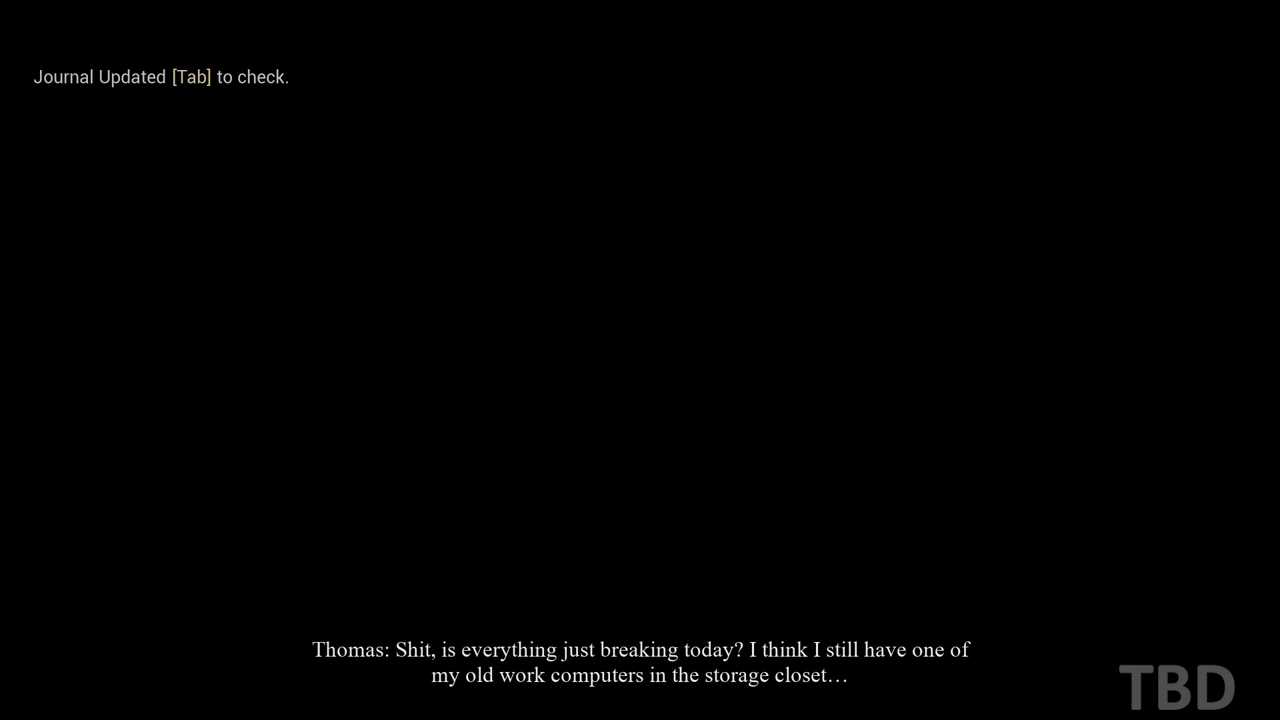 Journal Updated [Tab] to check.
Thomas: Shit, is everything just breaking today? I think I still have one of
my old work computers in the storage closet…
TBD